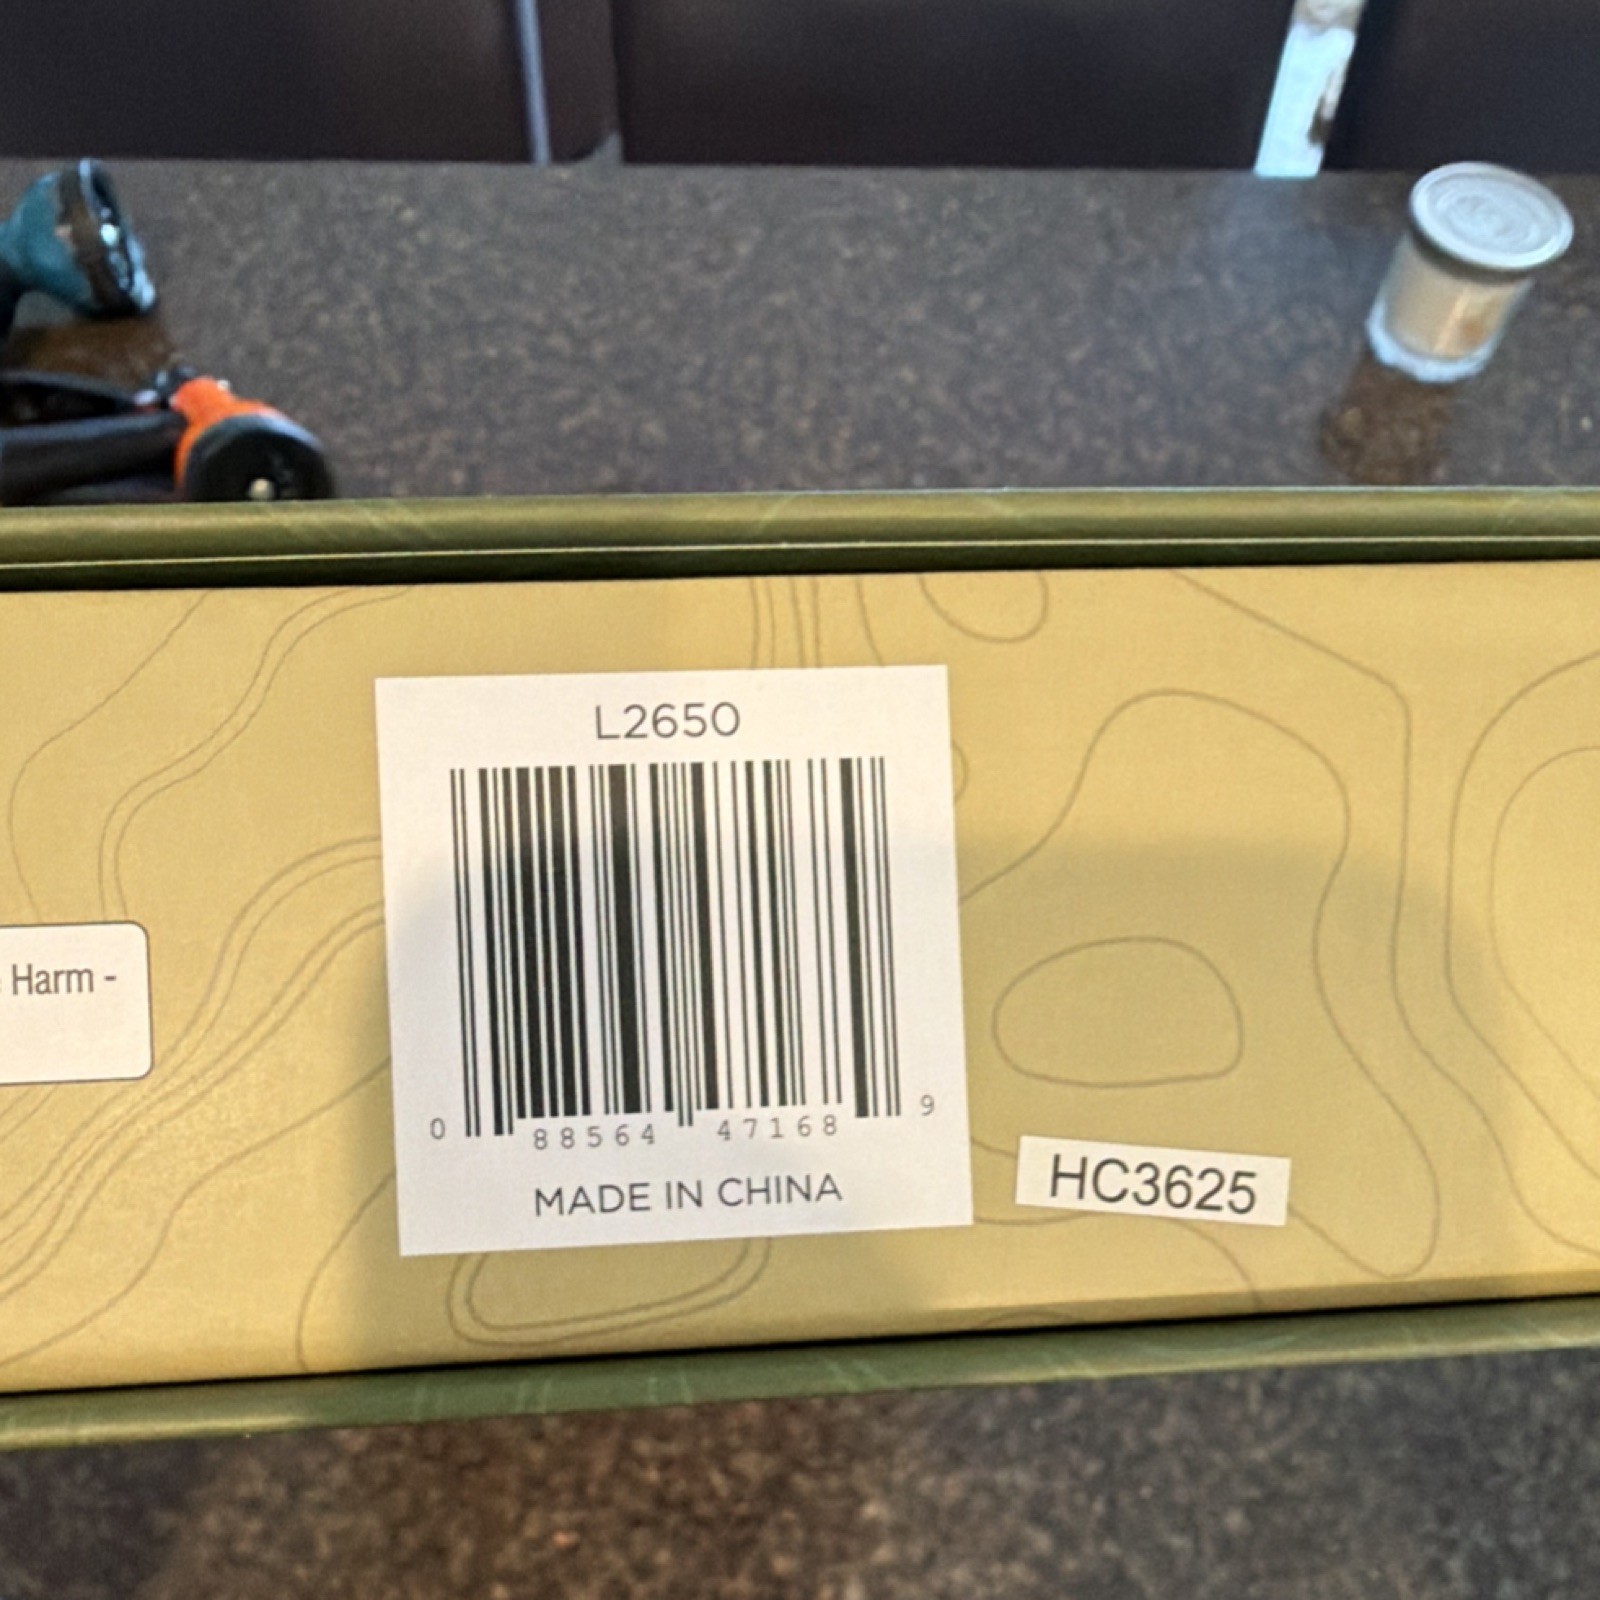 L2650
Harm -
0 88564 47168 9
MADE IN CHINA
HC3625